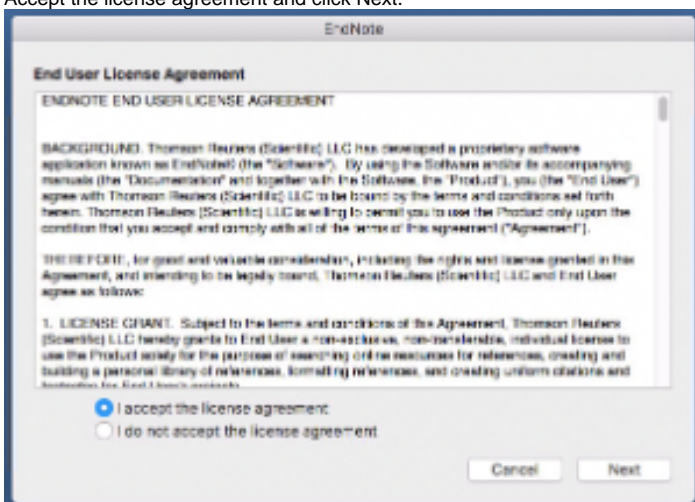 Accept the license agreement and click Next.
EndNote
End User License Agreement
ENDNOTE END USER LICENSE AGREEMENT
BACKGROUND. Thomson Reuters (Scientific) LLC has developed a proprietary software
application known as EndNote® (the "Software"). By using the Software and/or its accompanying
manuals (the "Documentation" and together with the Software, the "Product"), you (the "End User")
agree with Thomson Reuters (Scientific) LLC to be bound by the terms and conditions set forth
herein. Thomson Reuters (Scientific) LLC is willing to permit you to use the Product only upon the
condition that you accept and comply with all of the terms of this agreement ("Agreement").
THEREFORE, for good and valuable consideration, including the rights and license granted in this
Agreement, and intending to be legally bound, Thomson Reuters (Scientific) LLC and End User
agree as follows:
1. LICENSE GRANT. Subject to the terms and conditions of this Agreement, Thomson Reuters
(Scientific) LLC hereby grants to End User a non-exclusive, non-transferable, individual license to
use the Product solely for the purpose of searching online resources for references, creating and
building a personal library of references, formatting references, and creating uniform citations and
for End User's
I accept the license agreement
I do not accept the license agreement
Cancel
Next